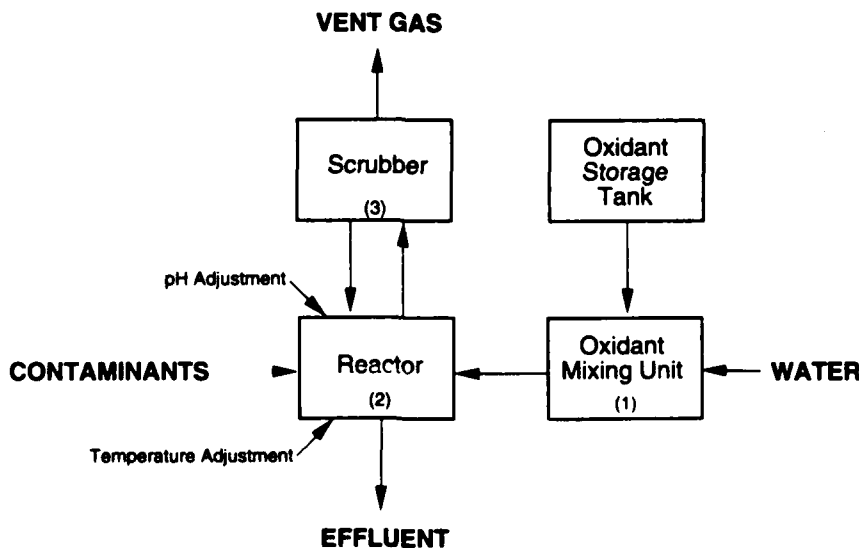 VENT GAS
Scrubber
(3)
Oxidant
Storage
Tank
pH Adjustment
CONTAMINANTS
Reactor
(2)
Oxidant
Mixing Unit
(1)
WATER
Temperature Adjustment
EFFLUENT